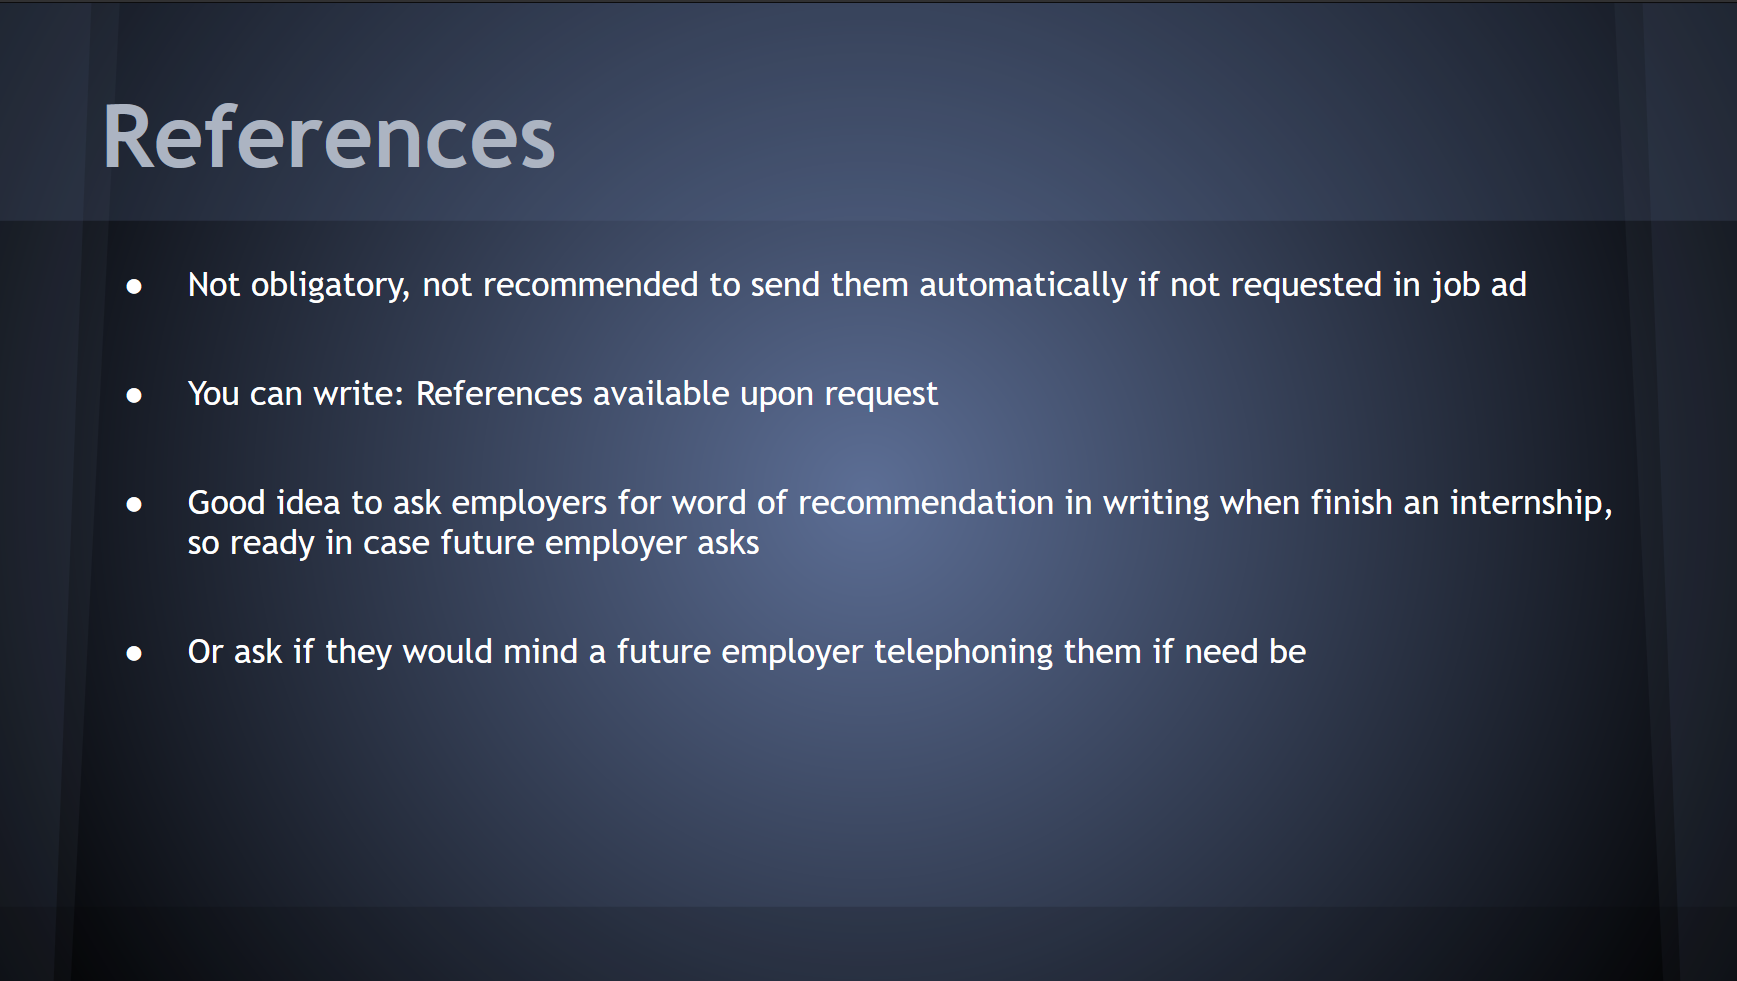 References
● Not obligatory, not recommended to send them automatically if not requested in job ad
● You can write: References available upon request
● Good idea to ask employers for word of recommendation in writing when finish an internship,
so ready in case future employer asks
● Or ask if they would mind a future employer telephoning them if need be